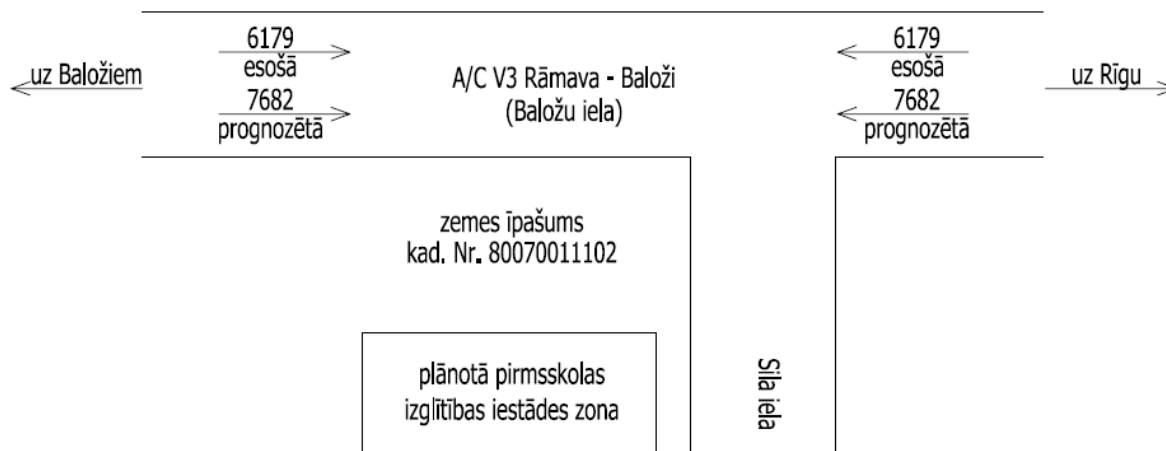 6179
esošā
7682
prognozētā
uz Baložiem
A/C V3 Rāmava - Baloži
(Baložu iela)
6179
esošā
7682
prognozētā
uz Rīgu
zemes īpašums
kad. Nr. 80070011102
plānotā pirmsskolas
izglītības iestādes zona
Sila iela